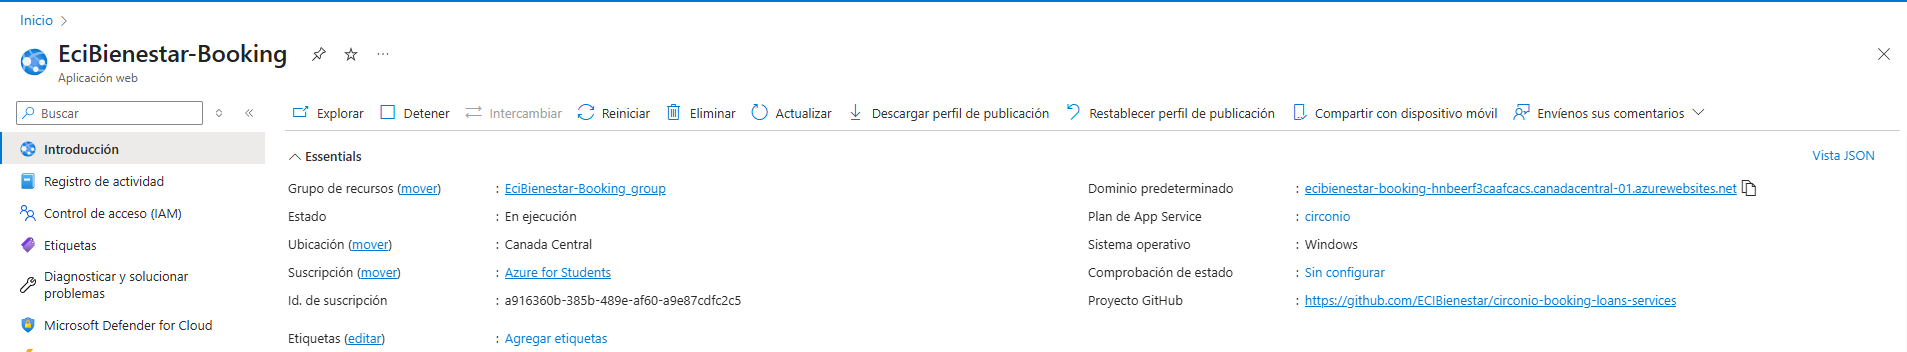 Inicio
EciBienestar-Booking
Aplicación web
Buscar
Explorar Detener Intercambiar Reiniciar Eliminar Actualizar Descargar perfil de publicación Restablecer perfil de publicación Compartir con dispositivo móvil Envíenos sus comentarios
Introducción
Registro de actividad
Control de acceso (IAM)
Etiquetas
Diagnosticar y solucionar
problemas
Microsoft Defender for Cloud
Essentials
Vista JSON
Grupo de recursos (mover) : EciBienestar-Booking_group
Estado : En ejecución
Ubicación (mover) : Canada Central
Suscripción (mover) : Azure for Students
Id. de suscripción : a916360b-385b-489e-af60-a9e87cdfc2c5
Etiquetas (editar) : Agregar etiquetas
Dominio predeterminado : ecibienestar-booking-hnbeerf3caafcacs.canadacentral-01.azurewebsites.net
Plan de App Service : circonio
Sistema operativo : Windows
Comprobación de estado : Sin configurar
Proyecto GitHub : https://github.com/ECIBienestar/circonio-booking-loans-services